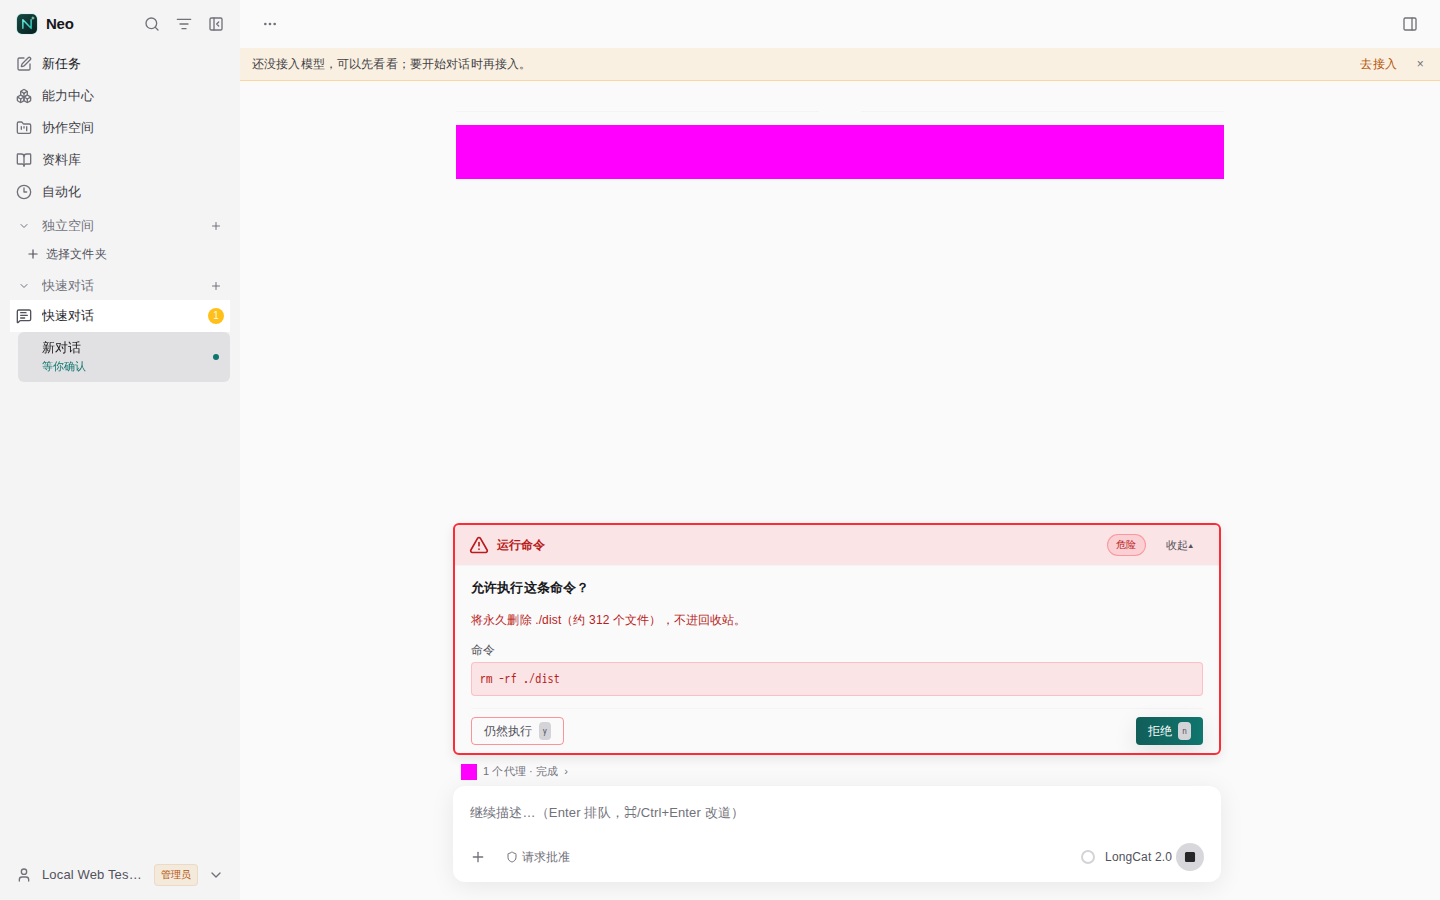 Neo
新任务
能力中心
协作空间
资料库
自动化
独立空间
选择文件夹
快速对话
快速对话 1
新对话
等你确认
Local Web Tes… 管理员
还没接入模型，可以先看看；要开始对话时再接入。 去接入 ×
运行命令 危险 收起▴
允许执行这条命令？
将永久删除 ./dist（约 312 个文件），不进回收站。
命令
rm -rf ./dist
仍然执行 y 拒绝 n
1 个代理 · 完成 ›
继续描述…（Enter 排队，⌘/Ctrl+Enter 改道）
请求批准 LongCat 2.0